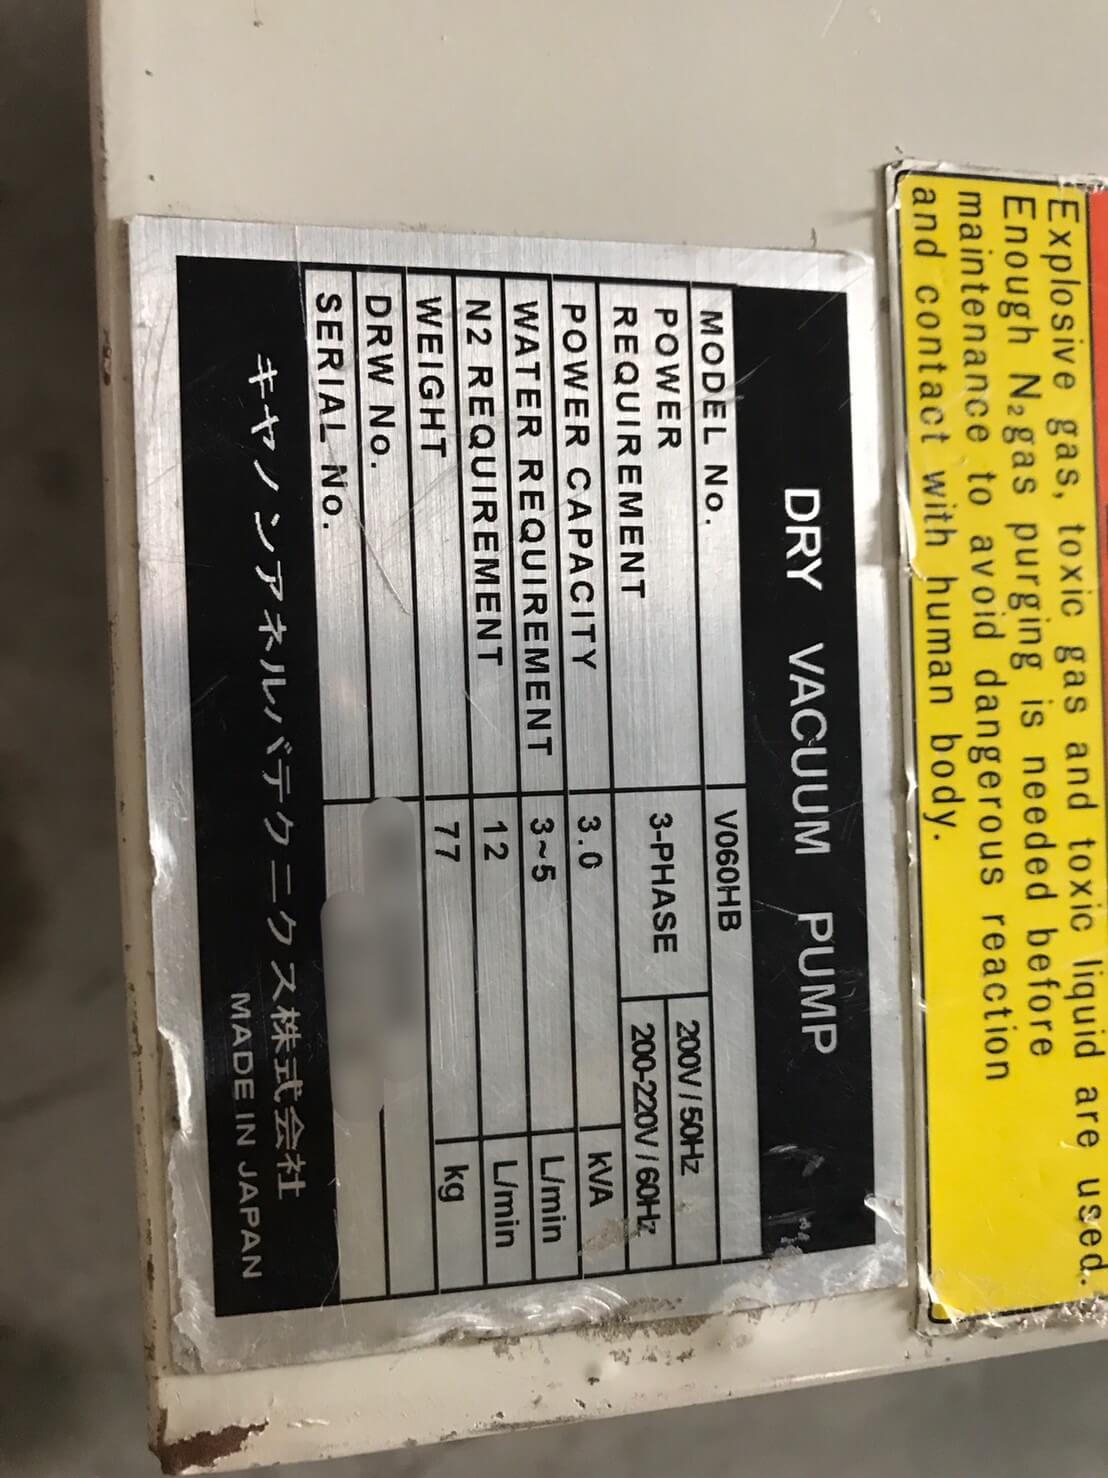 Explosive gas, toxic gas and toxic liquid are used.
Enough N₂gas purging is needed before
maintenance to avoid dangerous reaction
and contact with human body.
DRY VACUUM PUMP
MODEL No. V060HB
POWER REQUIREMENT 3-PHASE 200V / 50Hz
200-220V / 60Hz
POWER CAPACITY 3.0 kVA
WATER REQUIREMENT 3~5 L/min
N2 REQUIREMENT 12 L/min
WEIGHT 77 kg
DRW No.
SERIAL No.
キヤノンアネルバテクニクス株式会社
MADE IN JAPAN